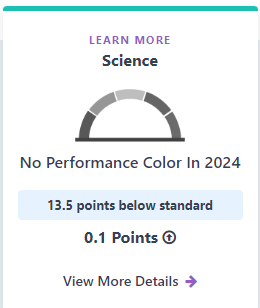 LEARN MORE
Science
No Performance Color In 2024
13.5 points below standard
0.1 Points
View More Details